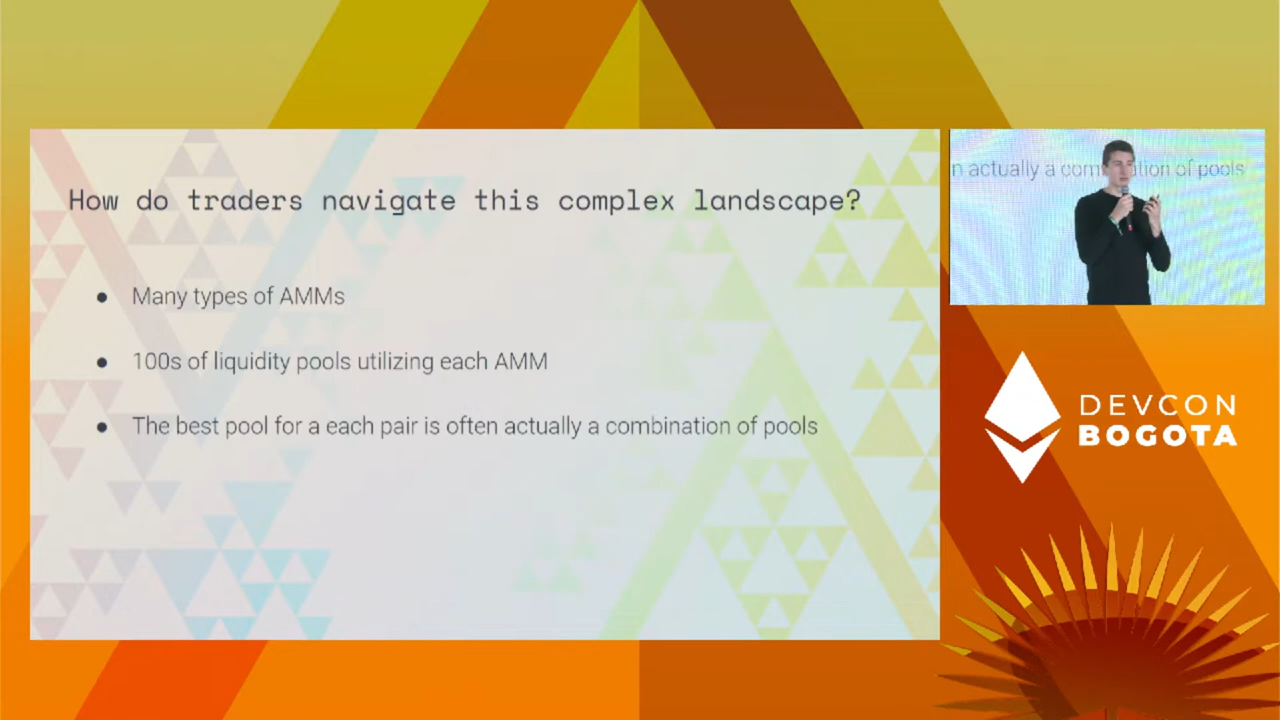 How do traders navigate this complex landscape?
● Many types of AMMs
● 100s of liquidity pools utilizing each AMM
● The best pool for a each pair is often actually a combination of pools
n actually a com ation of pools
DEVCON
BOGOTA